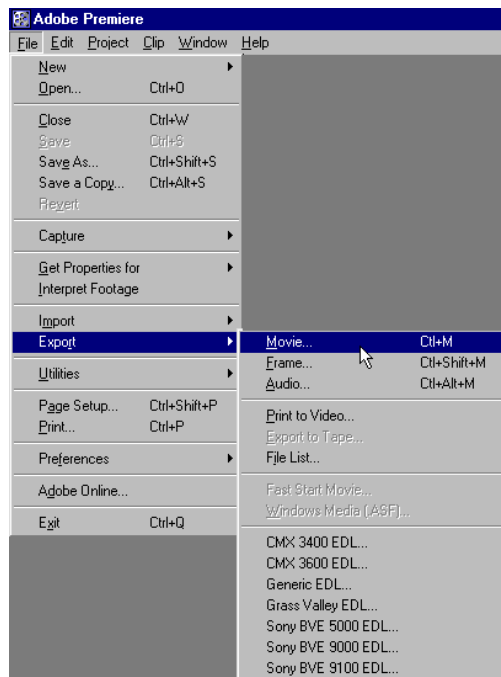 Adobe Premiere
File Edit Project Clip Window Help
New
Open... Ctrl+O
Close Ctrl+W
Save Ctrl+S
Save As... Ctrl+Shift+S
Save a Copy... Ctrl+Alt+S
Revert
Capture
Get Properties for
Interpret Footage
Import
Export
Utilities
Page Setup... Ctrl+Shift+P
Print... Ctrl+P
Preferences
Adobe Online...
Exit Ctrl+Q
Movie... Ctl+M
Frame... Ctl+Shift+M
Audio... Ctl+Alt+M
Print to Video...
Export to Tape...
File List...
Fast Start Movie...
Windows Media (.ASF)...
CMX 3400 EDL...
CMX 3600 EDL...
Generic EDL...
Grass Valley EDL...
Sony BVE 5000 EDL...
Sony BVE 9000 EDL...
Sony BVE 9100 EDL...